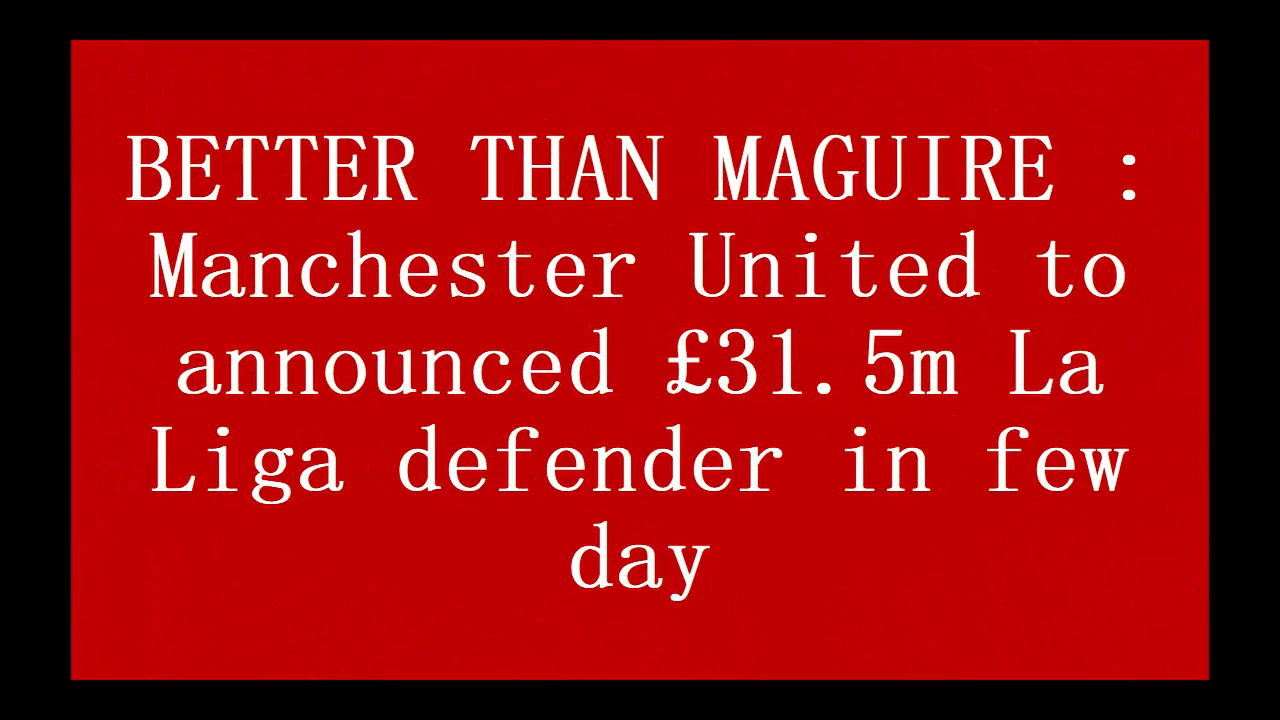 BETTER THAN MAGUIRE :
Manchester United to
announced £31.5m La
Liga defender in few
day